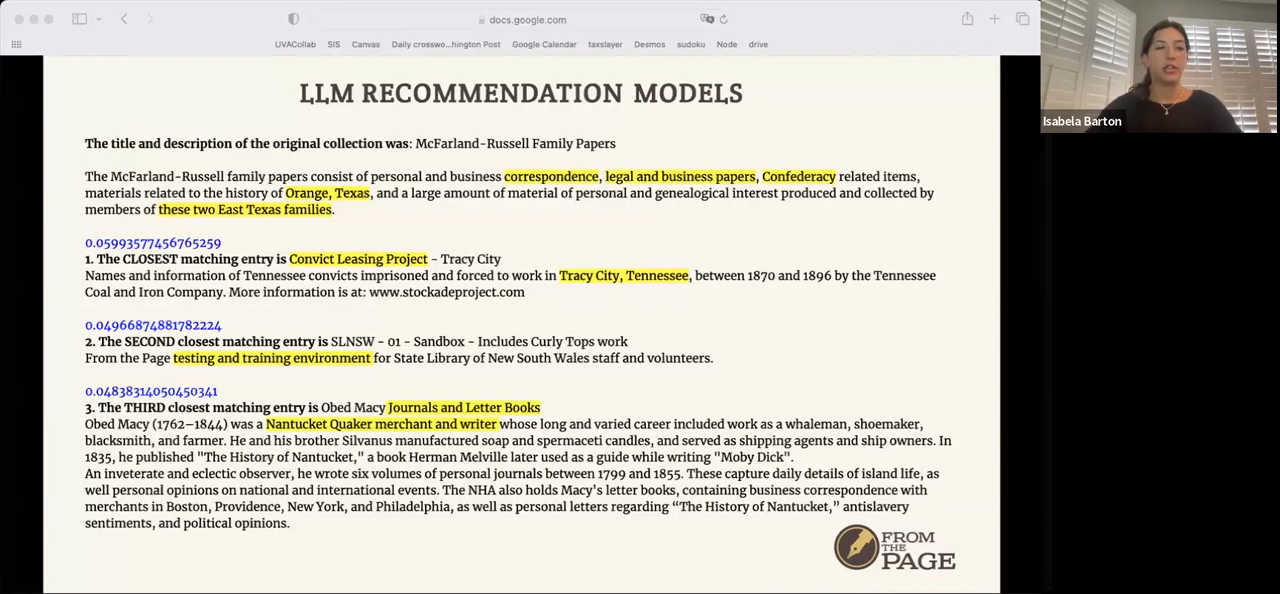 docs.google.com
UVACollab SIS Canvas Daily crosswo...hington Post Google Calendar taxslayer Desmos sudoku Node drive
Isabela Barton
LLM RECOMMENDATION MODELS
The title and description of the original collection was: McFarland-Russell Family Papers
The McFarland-Russell family papers consist of personal and business correspondence, legal and business papers, Confederacy related items,
materials related to the history of Orange, Texas, and a large amount of material of personal and genealogical interest produced and collected by
members of these two East Texas families.
0.05993577456765259
1. The CLOSEST matching entry is Convict Leasing Project - Tracy City
Names and information of Tennessee convicts imprisoned and forced to work in Tracy City, Tennessee, between 1870 and 1896 by the Tennessee
Coal and Iron Company. More information is at: www.stockadeproject.com
0.04966874881782224
2. The SECOND closest matching entry is SLNSW - 01 - Sandbox - Includes Curly Tops work
From the Page testing and training environment for State Library of New South Wales staff and volunteers.
0.04838314050450341
3. The THIRD closest matching entry is Obed Macy Journals and Letter Books
Obed Macy (1762–1844) was a Nantucket Quaker merchant and writer whose long and varied career included work as a whaleman, shoemaker,
blacksmith, and farmer. He and his brother Silvanus manufactured soap and spermaceti candles, and served as shipping agents and ship owners. In
1835, he published "The History of Nantucket," a book Herman Melville later used as a guide while writing "Moby Dick".
An inveterate and eclectic observer, he wrote six volumes of personal journals between 1799 and 1855. These capture daily details of island life, as
well personal opinions on national and international events. The NHA also holds Macy's letter books, containing business correspondence with
merchants in Boston, Providence, New York, and Philadelphia, as well as personal letters regarding “The History of Nantucket,” antislavery
sentiments, and political opinions.
FROM
THE
PAGE